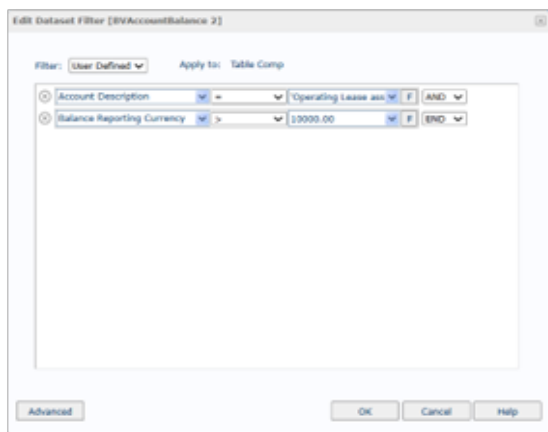 Edit Dataset Filter [BVAccountBalance 2]
Filter: User Defined Apply to: Table Comp
Account Description = "Operating Lease ass F AND
Balance Reporting Currency > 10000.00 F END
Advanced OK Cancel Help